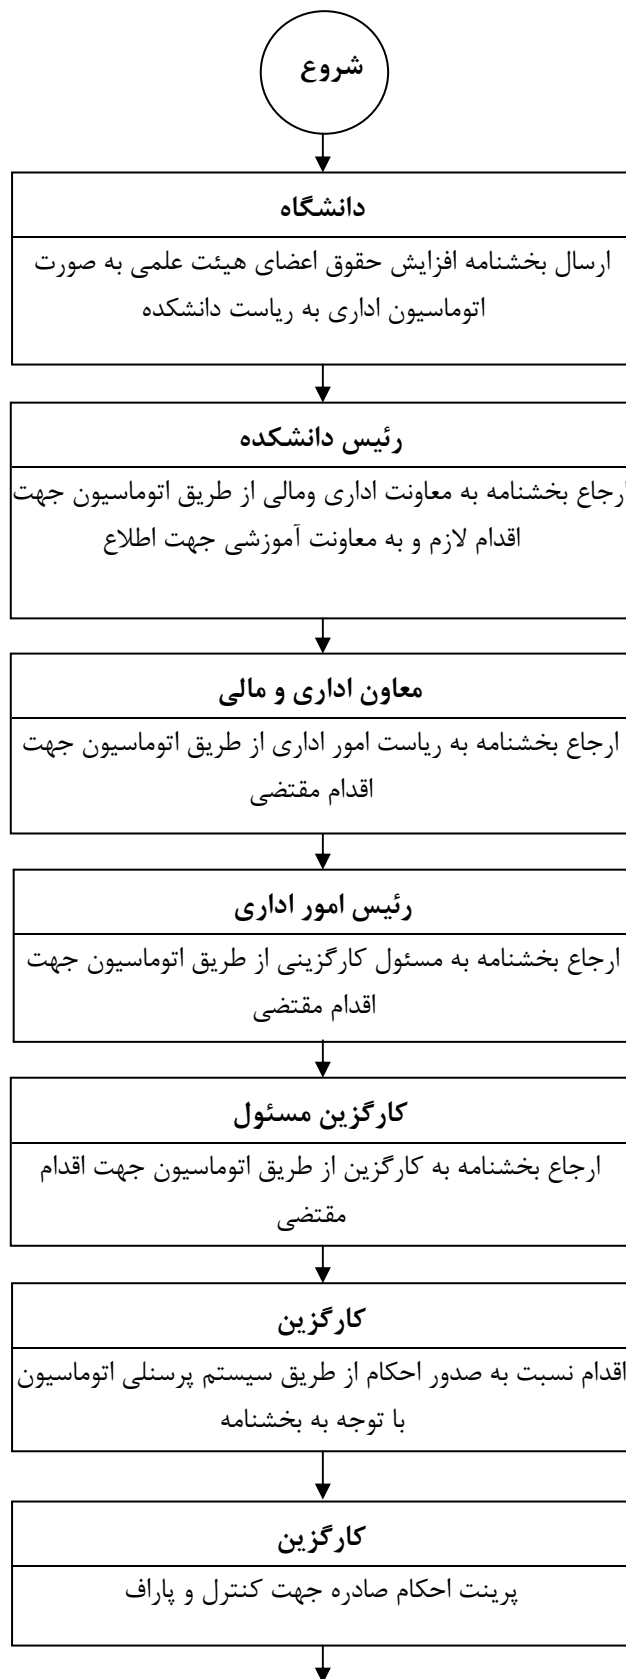 شروع
دانشگاه
ارسال بخشنامه افزایش حقوق اعضای هیئت علمی به صورت
اتوماسیون اداری به ریاست دانشکده
رئیس دانشکده
ارجاع بخشنامه به معاونت اداری ومالی از طریق اتوماسیون جهت
اقدام لازم و به معاونت آموزشی جهت اطلاع
معاون اداری و مالی
ارجاع بخشنامه به ریاست امور اداری از طریق اتوماسیون جهت
اقدام مقتضی
رئیس امور اداری
ارجاع بخشنامه به مسئول کارگزینی از طریق اتوماسیون جهت
اقدام مقتضی
کارگزین مسئول
ارجاع بخشنامه به کارگزین از طریق اتوماسیون جهت اقدام
مقتضی
کارگزین
اقدام نسبت به صدور احکام از طریق سیستم پرسنلی اتوماسیون
با توجه به بخشنامه
کارگزین
پرینت احکام صادره جهت کنترل و پاراف